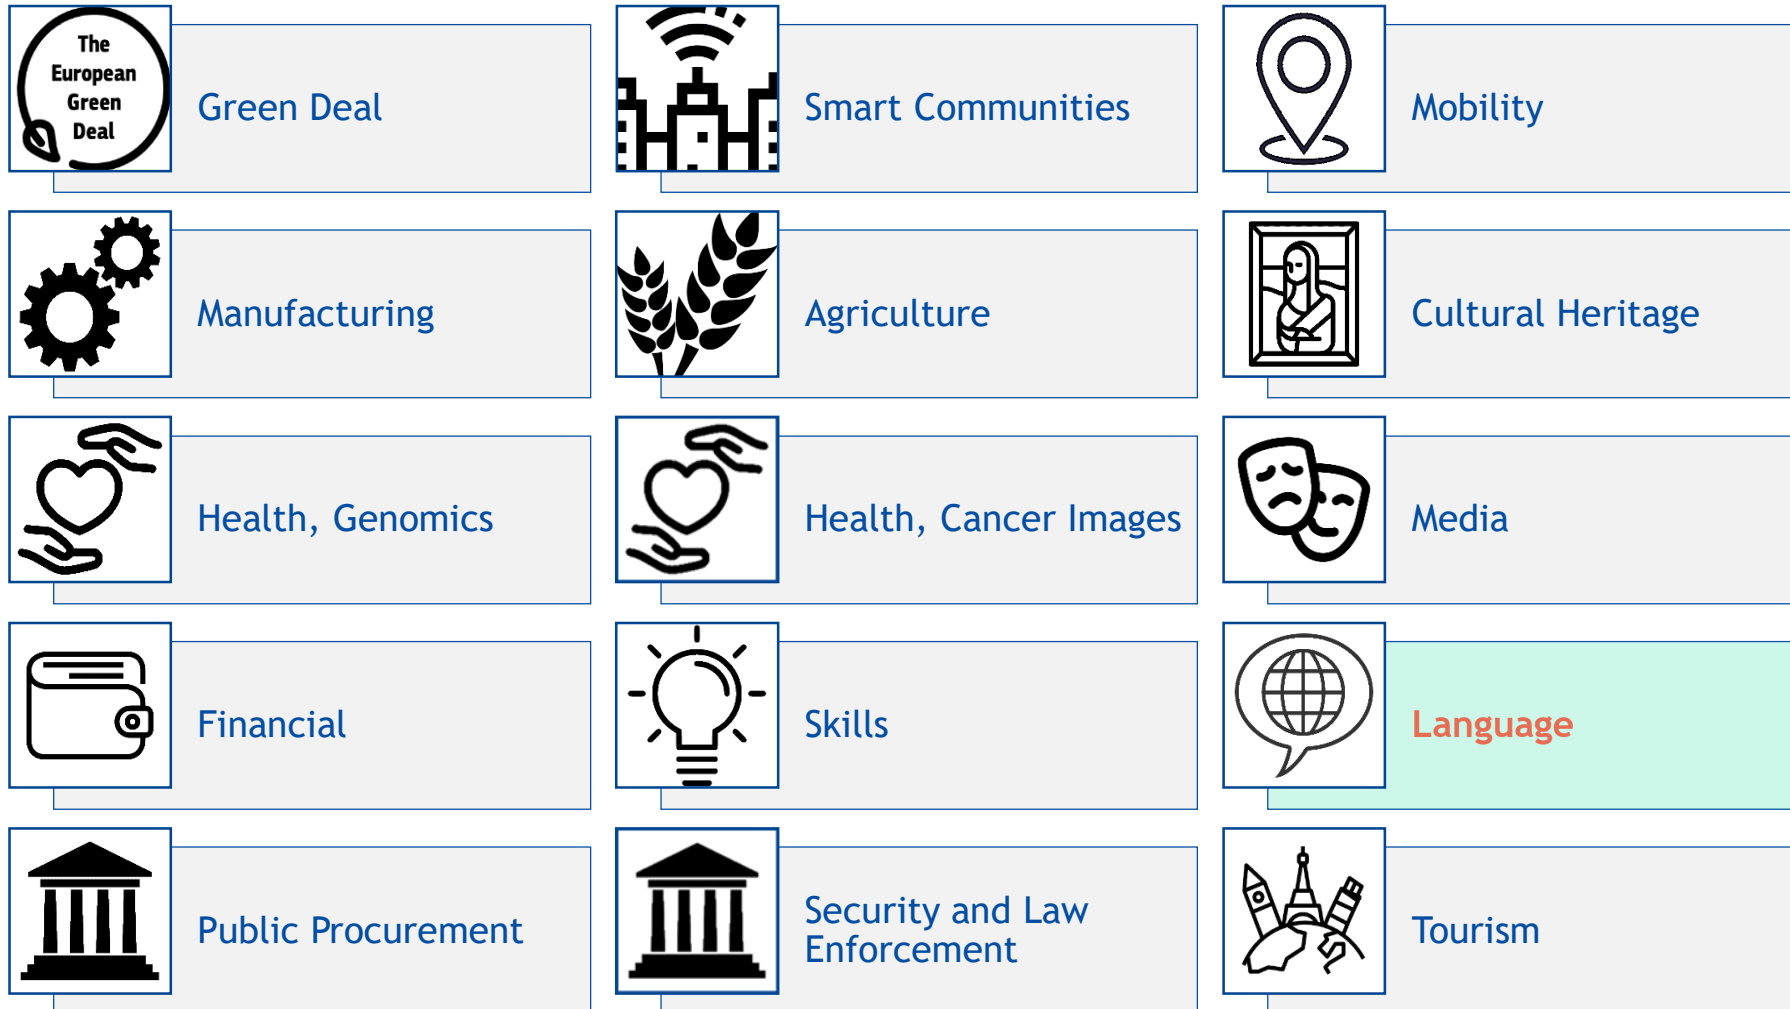 The
European
Green
Deal
Green Deal
Smart Communities
Mobility
Manufacturing
Agriculture
Cultural Heritage
Health, Genomics
Health, Cancer Images
Media
Financial
Skills
Language
Public Procurement
Security and Law
Enforcement
Tourism